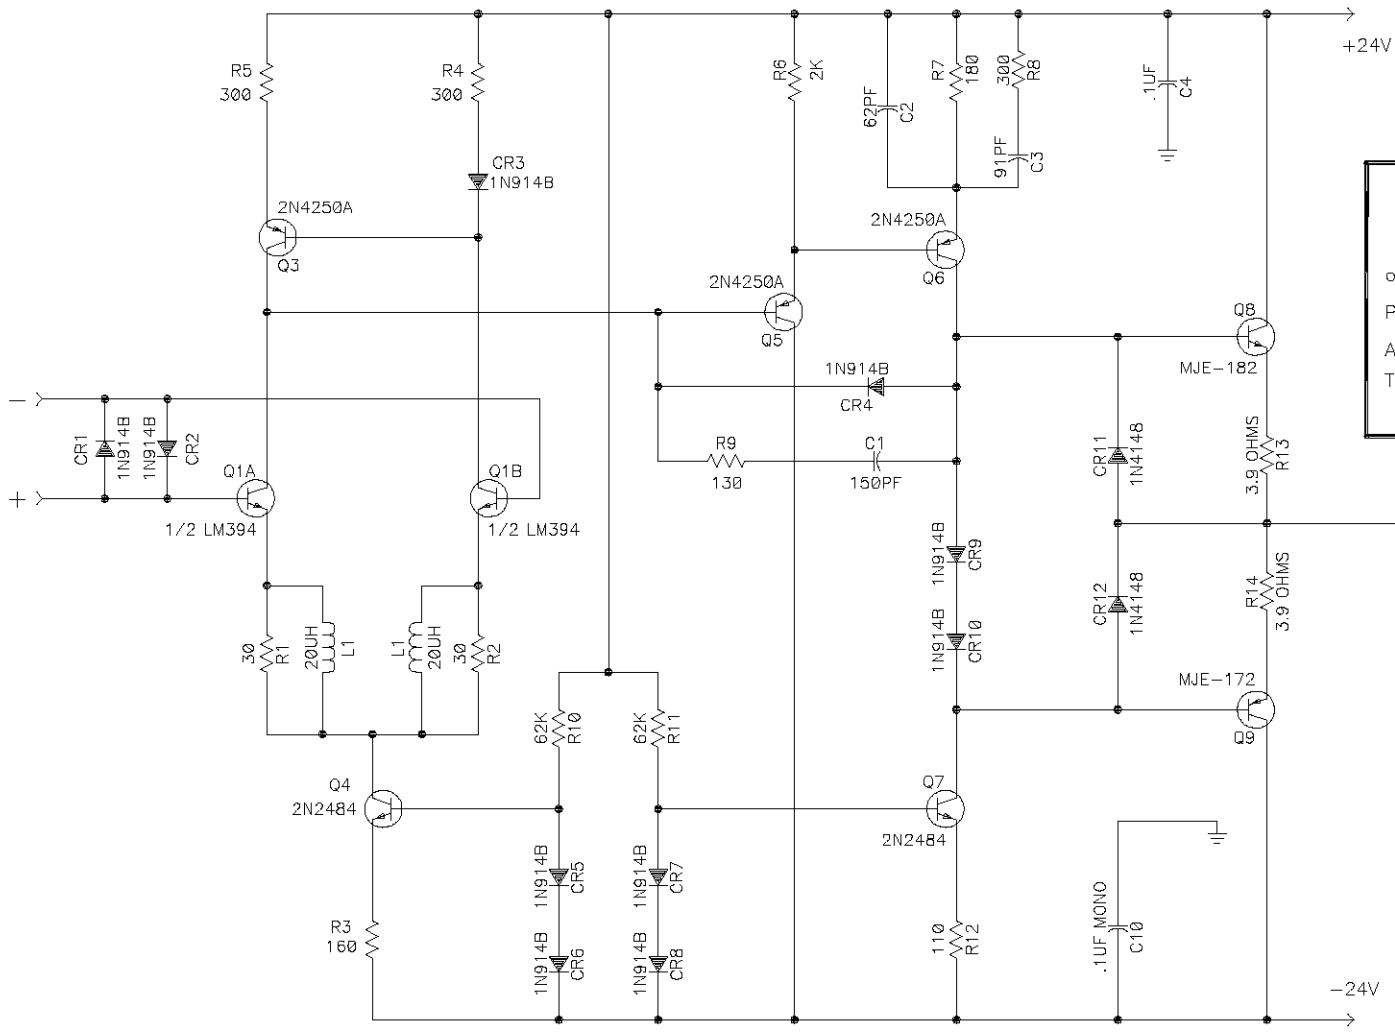 +24V
R5
300
R4
300
R6
2K
62PF
C2
R7
180
300
R8
91PF
C3
.1UF
C4
CR3
1N914B
2N4250A
Q3
2N4250A
Q6
2N4250A
Q5
o
P
A
T
Q8
MJE-182
1N914B
CR4
−
CR1
1N914B
1N914B
CR2
+
Q1A
1/2 LM394
Q1B
1/2 LM394
R9
130
C1
150PF
CR11
1N4148
3.9 OHMS
R13
1N914B
CR9
1N914B
CR10
CR12
1N4148
R14
3.9 OHMS
30
R1
20UH
L1
L1
20UH
30
R2
62K
R10
62K
R11
MJE-172
Q9
Q4
2N2484
Q7
2N2484
1N914B
CR5
1N914B
CR7
R3
160
1N914B
CR6
1N914B
CR8
110
R12
.1UF MONO
C10
-24V